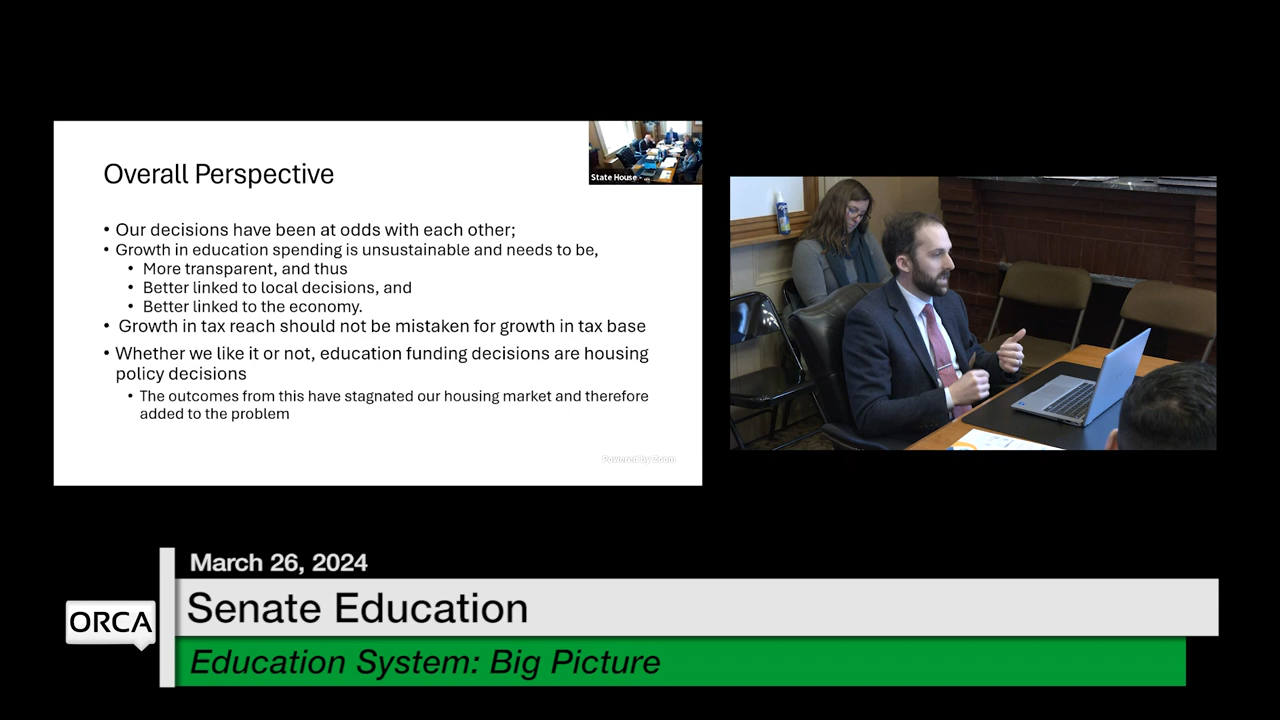 Overall Perspective
State House - ...
• Our decisions have been at odds with each other;
• Growth in education spending is unsustainable and needs to be,
• More transparent, and thus
• Better linked to local decisions, and
• Better linked to the economy.
• Growth in tax reach should not be mistaken for growth in tax base
• Whether we like it or not, education funding decisions are housing
policy decisions
• The outcomes from this have stagnated our housing market and therefore
added to the problem
Powered by Zoom
March 26, 2024
ORCA
Senate Education
Education System: Big Picture